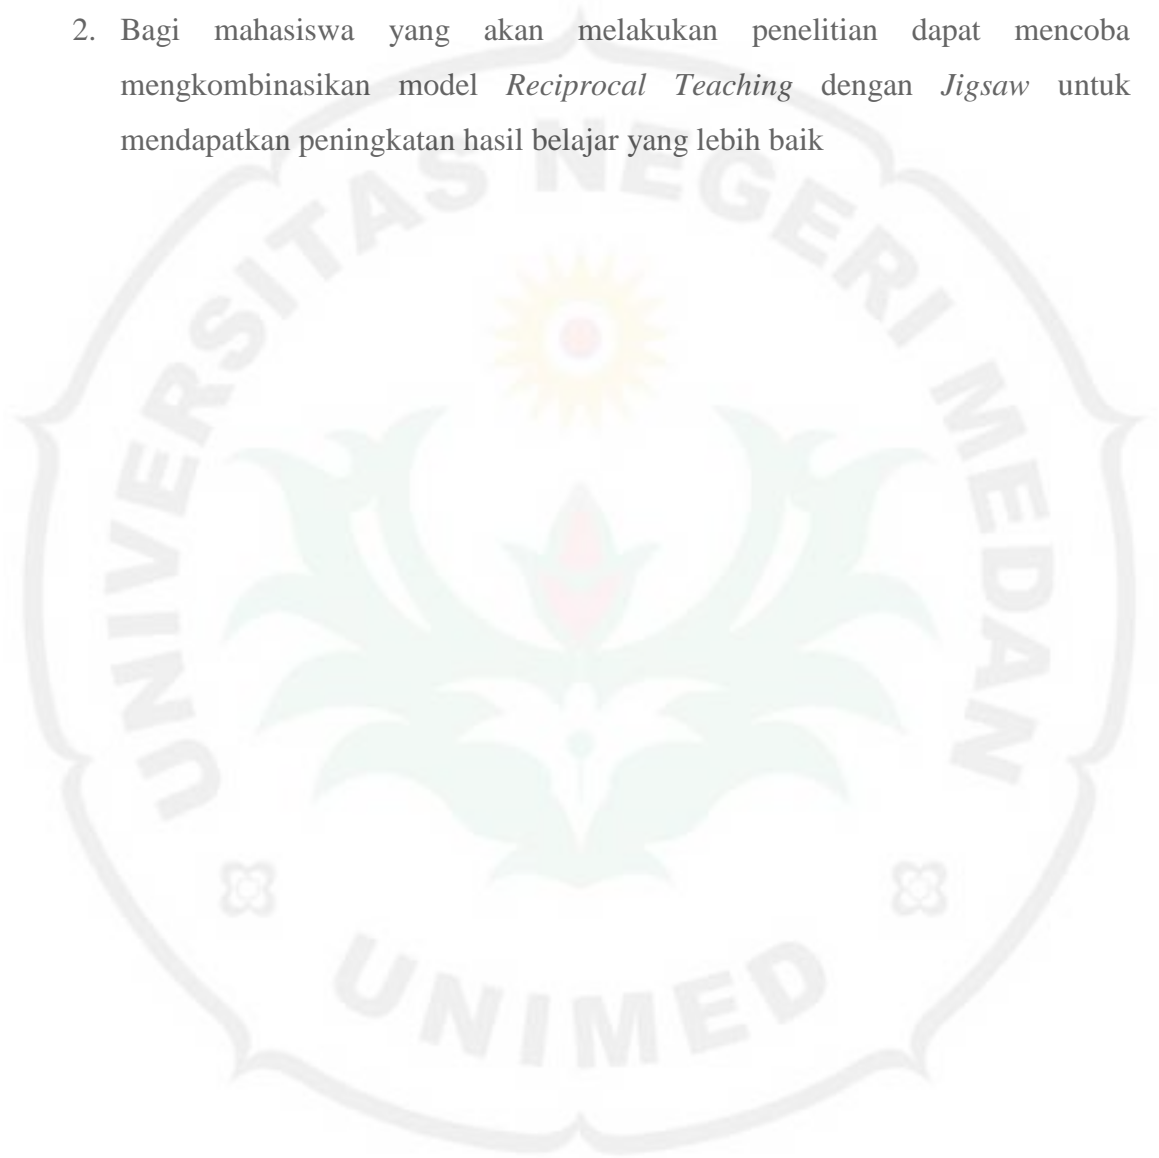 2. Bagi mahasiswa yang akan melakukan penelitian dapat mencoba
mengkombinasikan model Reciprocal Teaching dengan Jigsaw untuk
mendapatkan peningkatan hasil belajar yang lebih baik
UNIVERSITAS NEGERI MEDAN
UNIMED